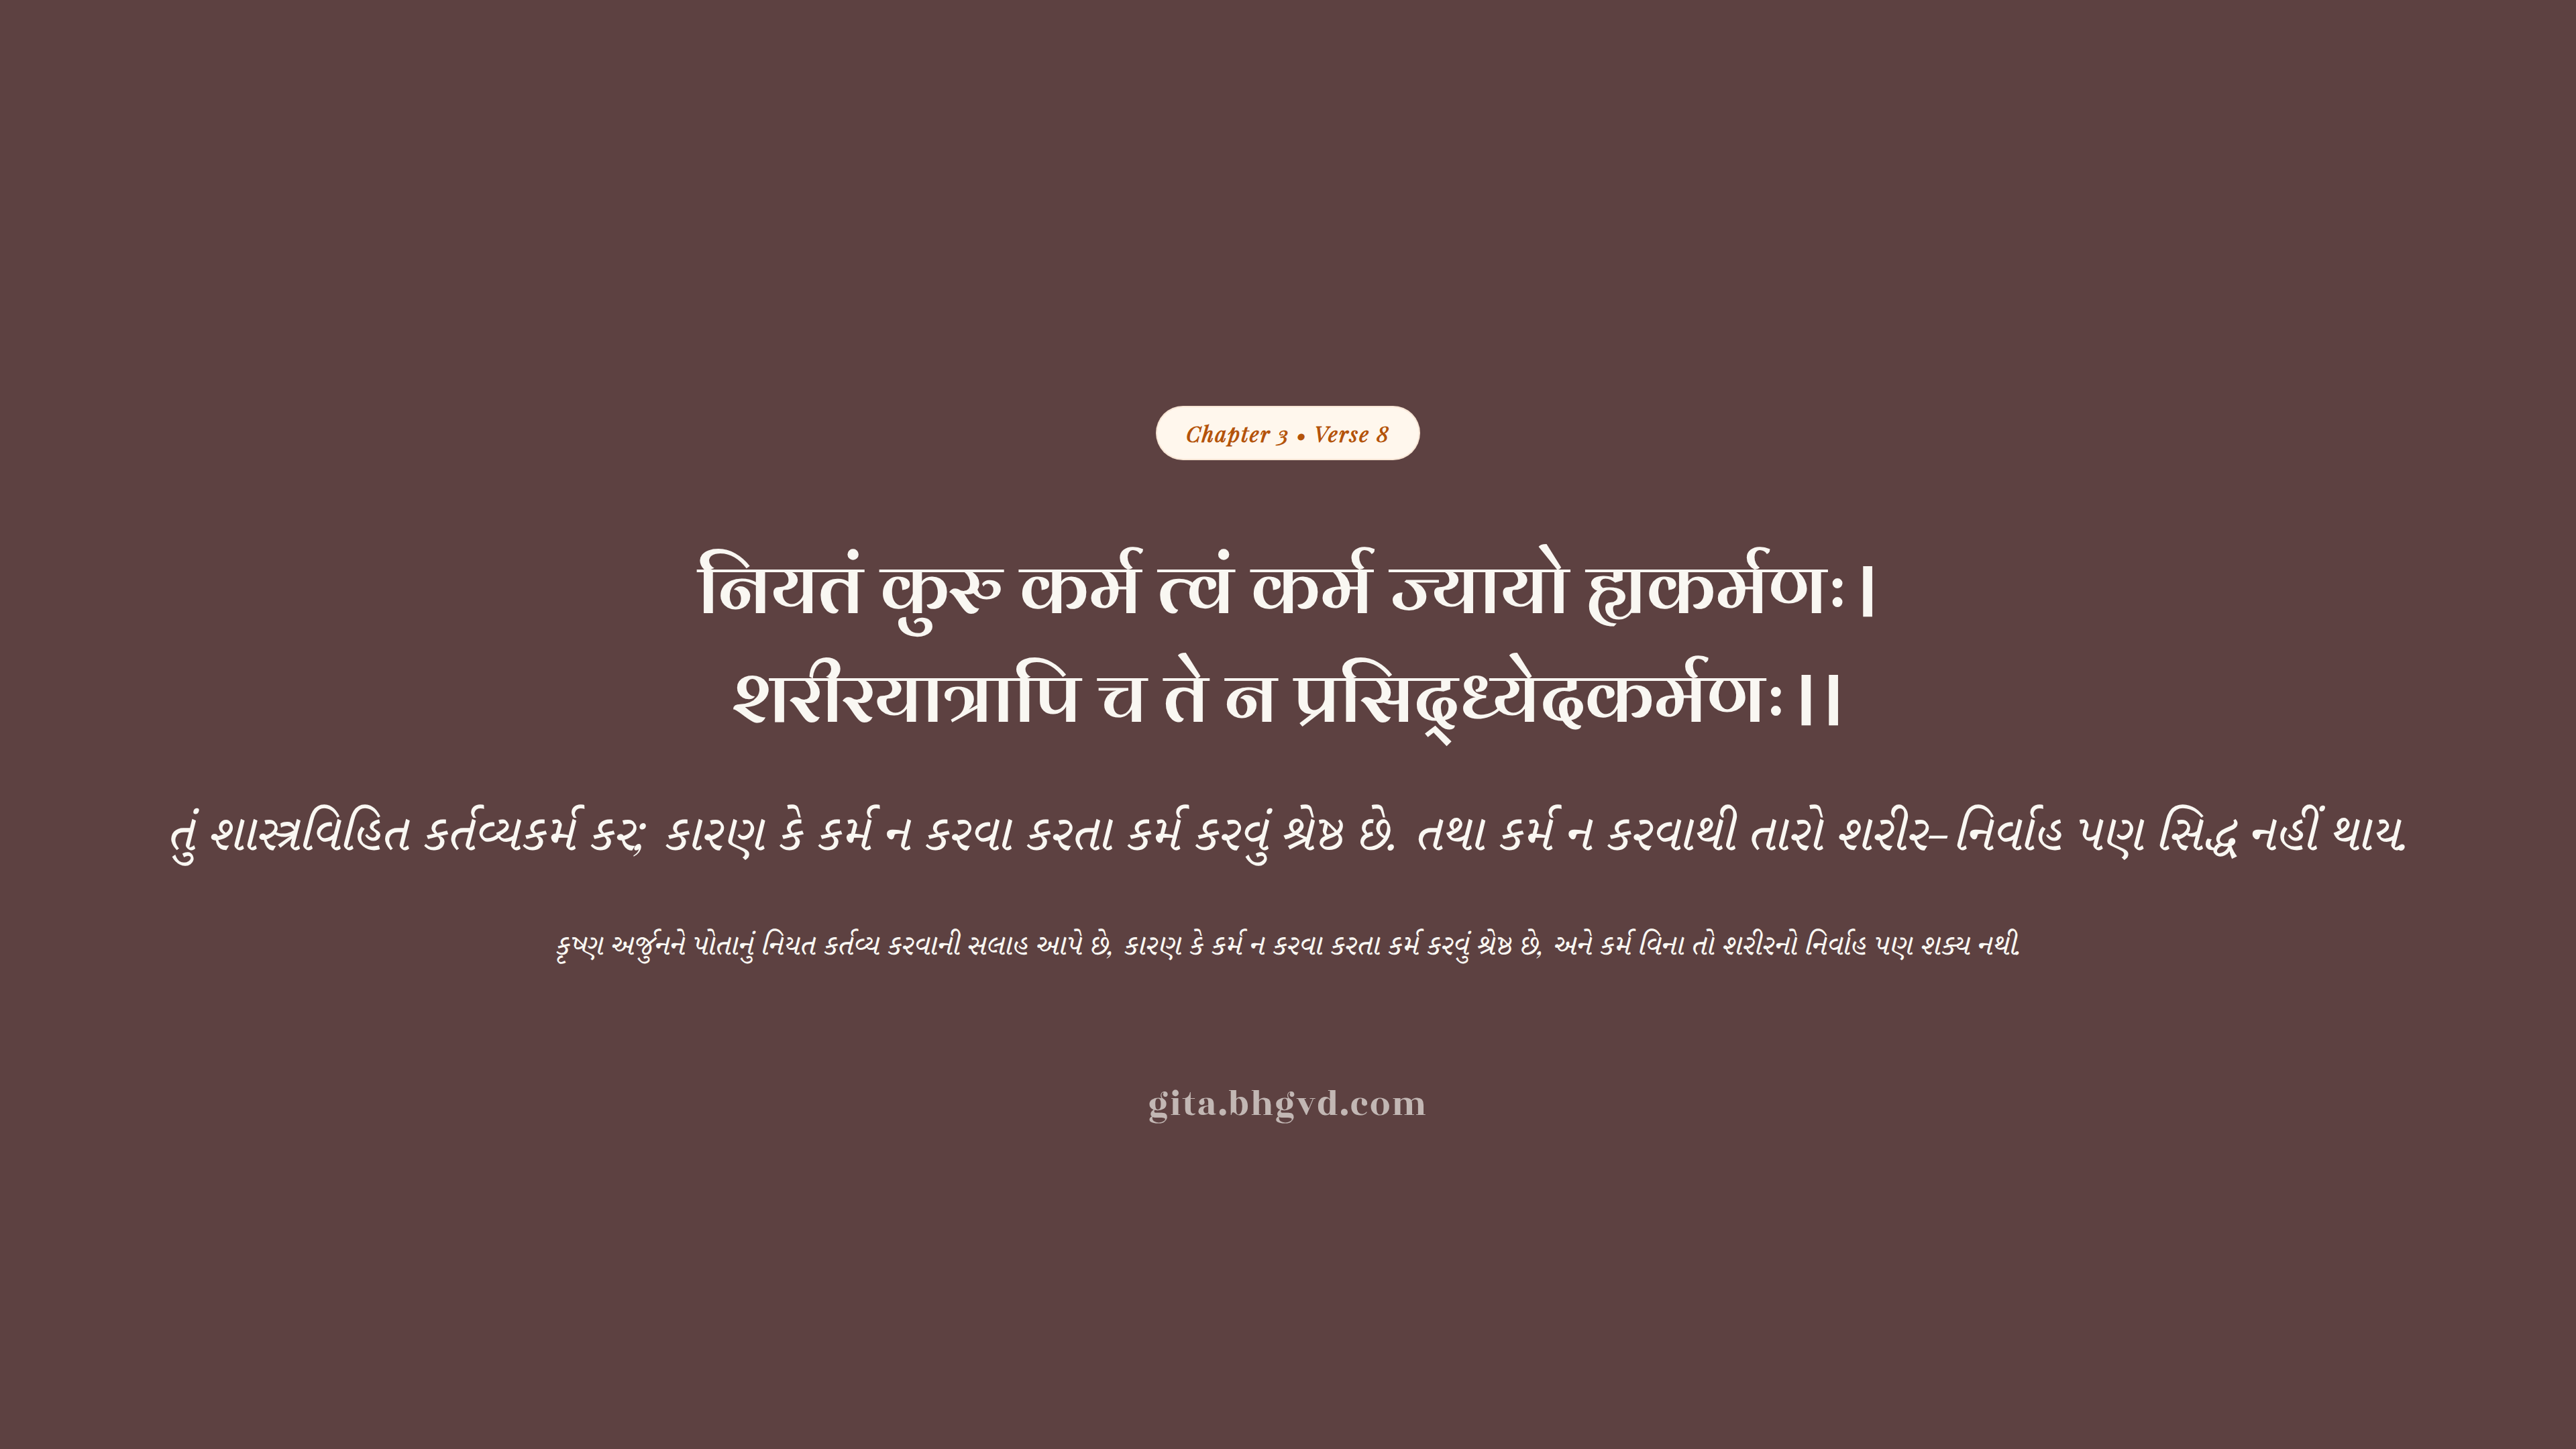 Chapter 3 • Verse 8
नियतं कुरु कर्म त्वं कर्म ज्यायो ह्यकर्मणः।
शरीरयात्रापि च ते न प्रसिद्ध्येदकर्मणः।।
તું શાસ્ત્રવિહિત કર્તવ્યકર્મ કર; કારણ કે કર્મ ન કરવા કરતા કર્મ કરવું શ્રેષ્ઠ છે. તથા કર્મ ન કરવાથી તારો શરીર–નિર્વાહ પણ સિદ્ધ નહીં થાય.
કૃષ્ણ અર્જુનને પોતાનું નિયત કર્તવ્ય કરવાની સલાહ આપે છે, કારણ કે કર્મ ન કરવા કરતા કર્મ કરવું શ્રેષ્ઠ છે, અને કર્મ વિના તો શરીરનો નિર્વાહ પણ શક્ય નથી.
gita.bhgvd.com